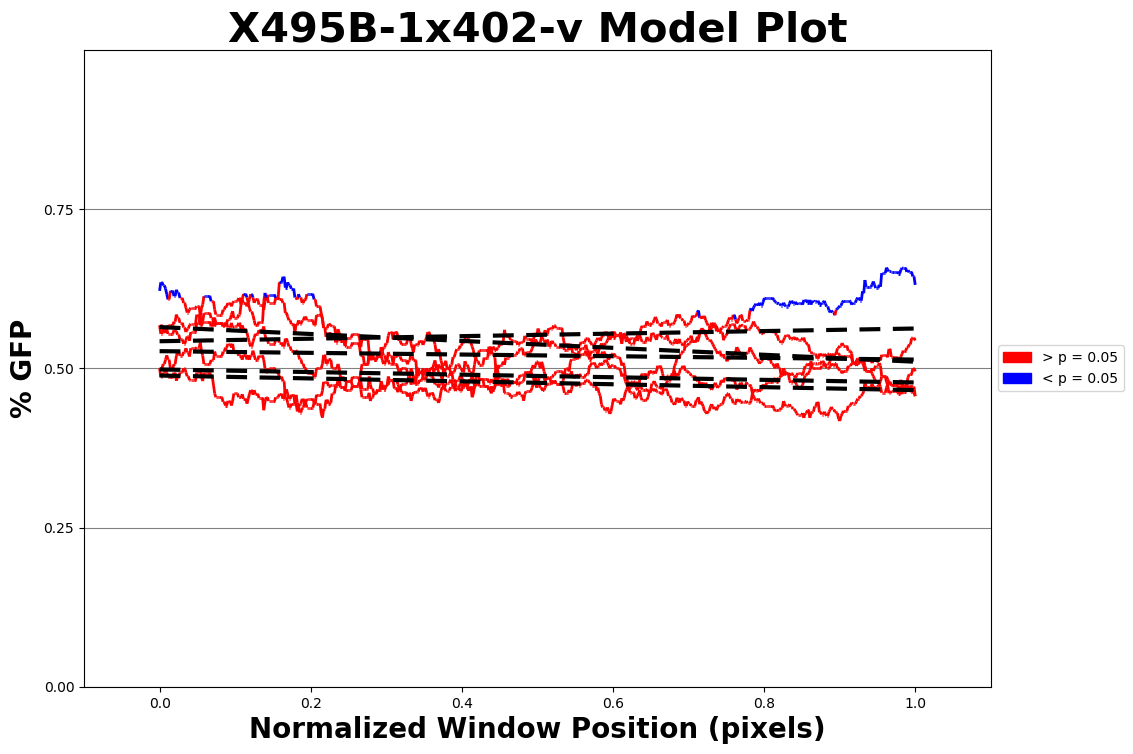 X495B-1x402-v Model Plot
% GFP
0.75
0.50
0.25
0.00
0.0 0.2 0.4 0.6 0.8 1.0
Normalized Window Position (pixels)
> p = 0.05
< p = 0.05